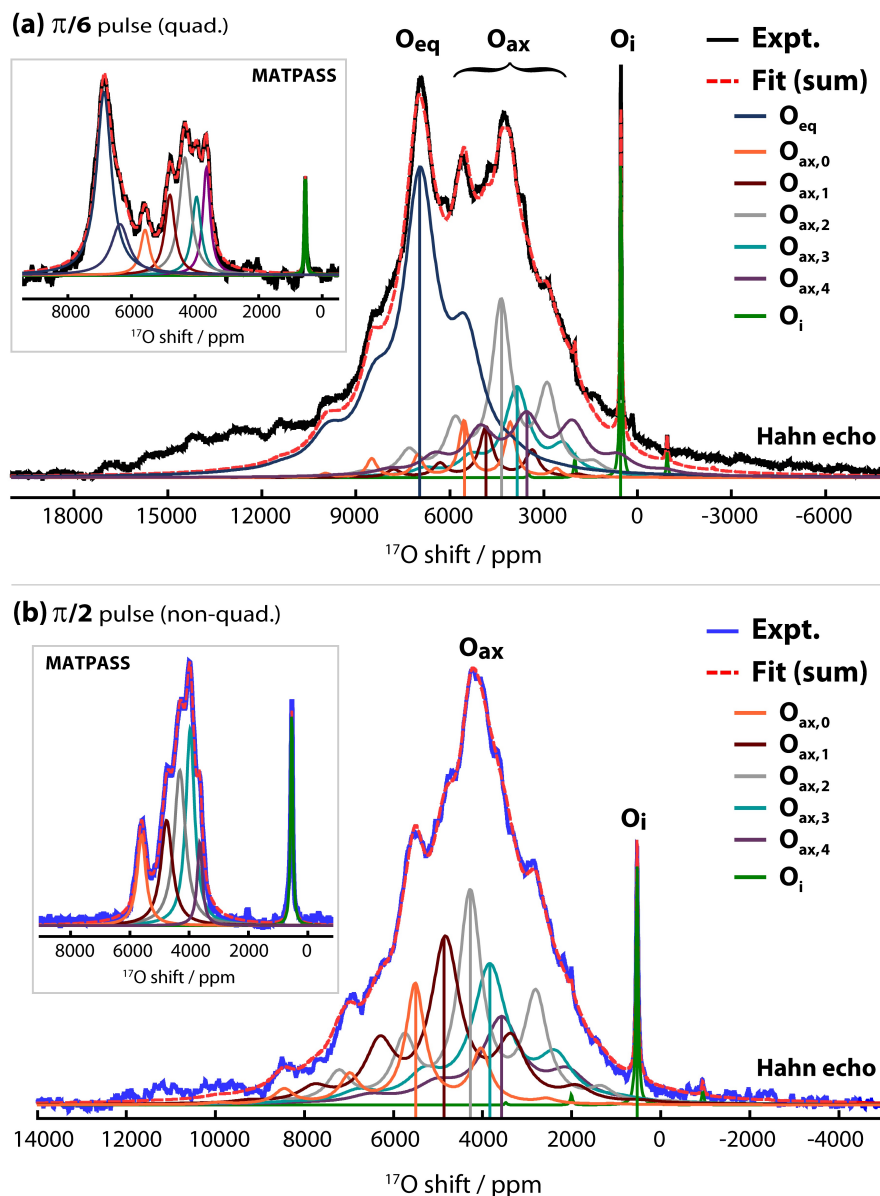 (a) π/6 pulse (quad.)
MATPASS
8000 6000 4000 2000 0
¹⁷O shift / ppm
Oeq Oax Oi
Expt.
Fit (sum)
Oeq
Oax,0
Oax,1
Oax,2
Oax,3
Oax,4
Oi
Hahn echo
18000 15000 12000 9000 6000 3000 0 -3000 -6000
¹⁷O shift / ppm
(b) π/2 pulse (non-quad.)
MATPASS
8000 6000 4000 2000 0
¹⁷O shift / ppm
Oax
Oi
Expt.
Fit (sum)
Oax,0
Oax,1
Oax,2
Oax,3
Oax,4
Oi
Hahn echo
14000 12000 10000 8000 6000 4000 2000 0 -2000 -4000
¹⁷O shift / ppm